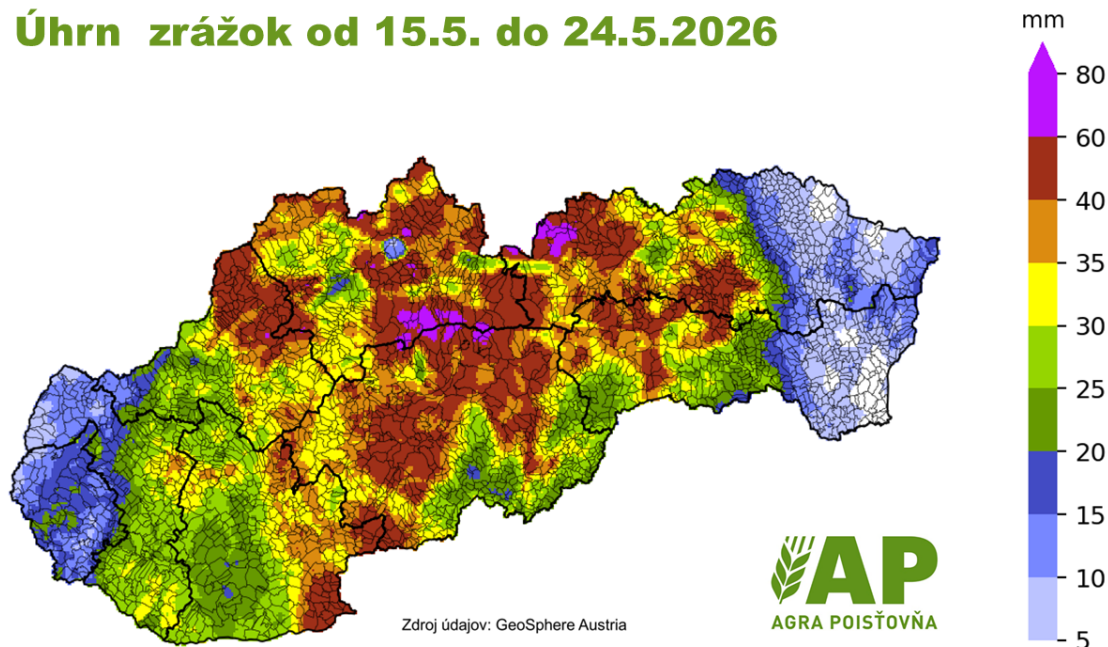 Úhrn zrážok od 15.5. do 24.5.2026
mm
80
60
40
35
30
25
20
15
10
5
Zdroj údajov: GeoSphere Austria
AP
AGRA POISŤOVŇA